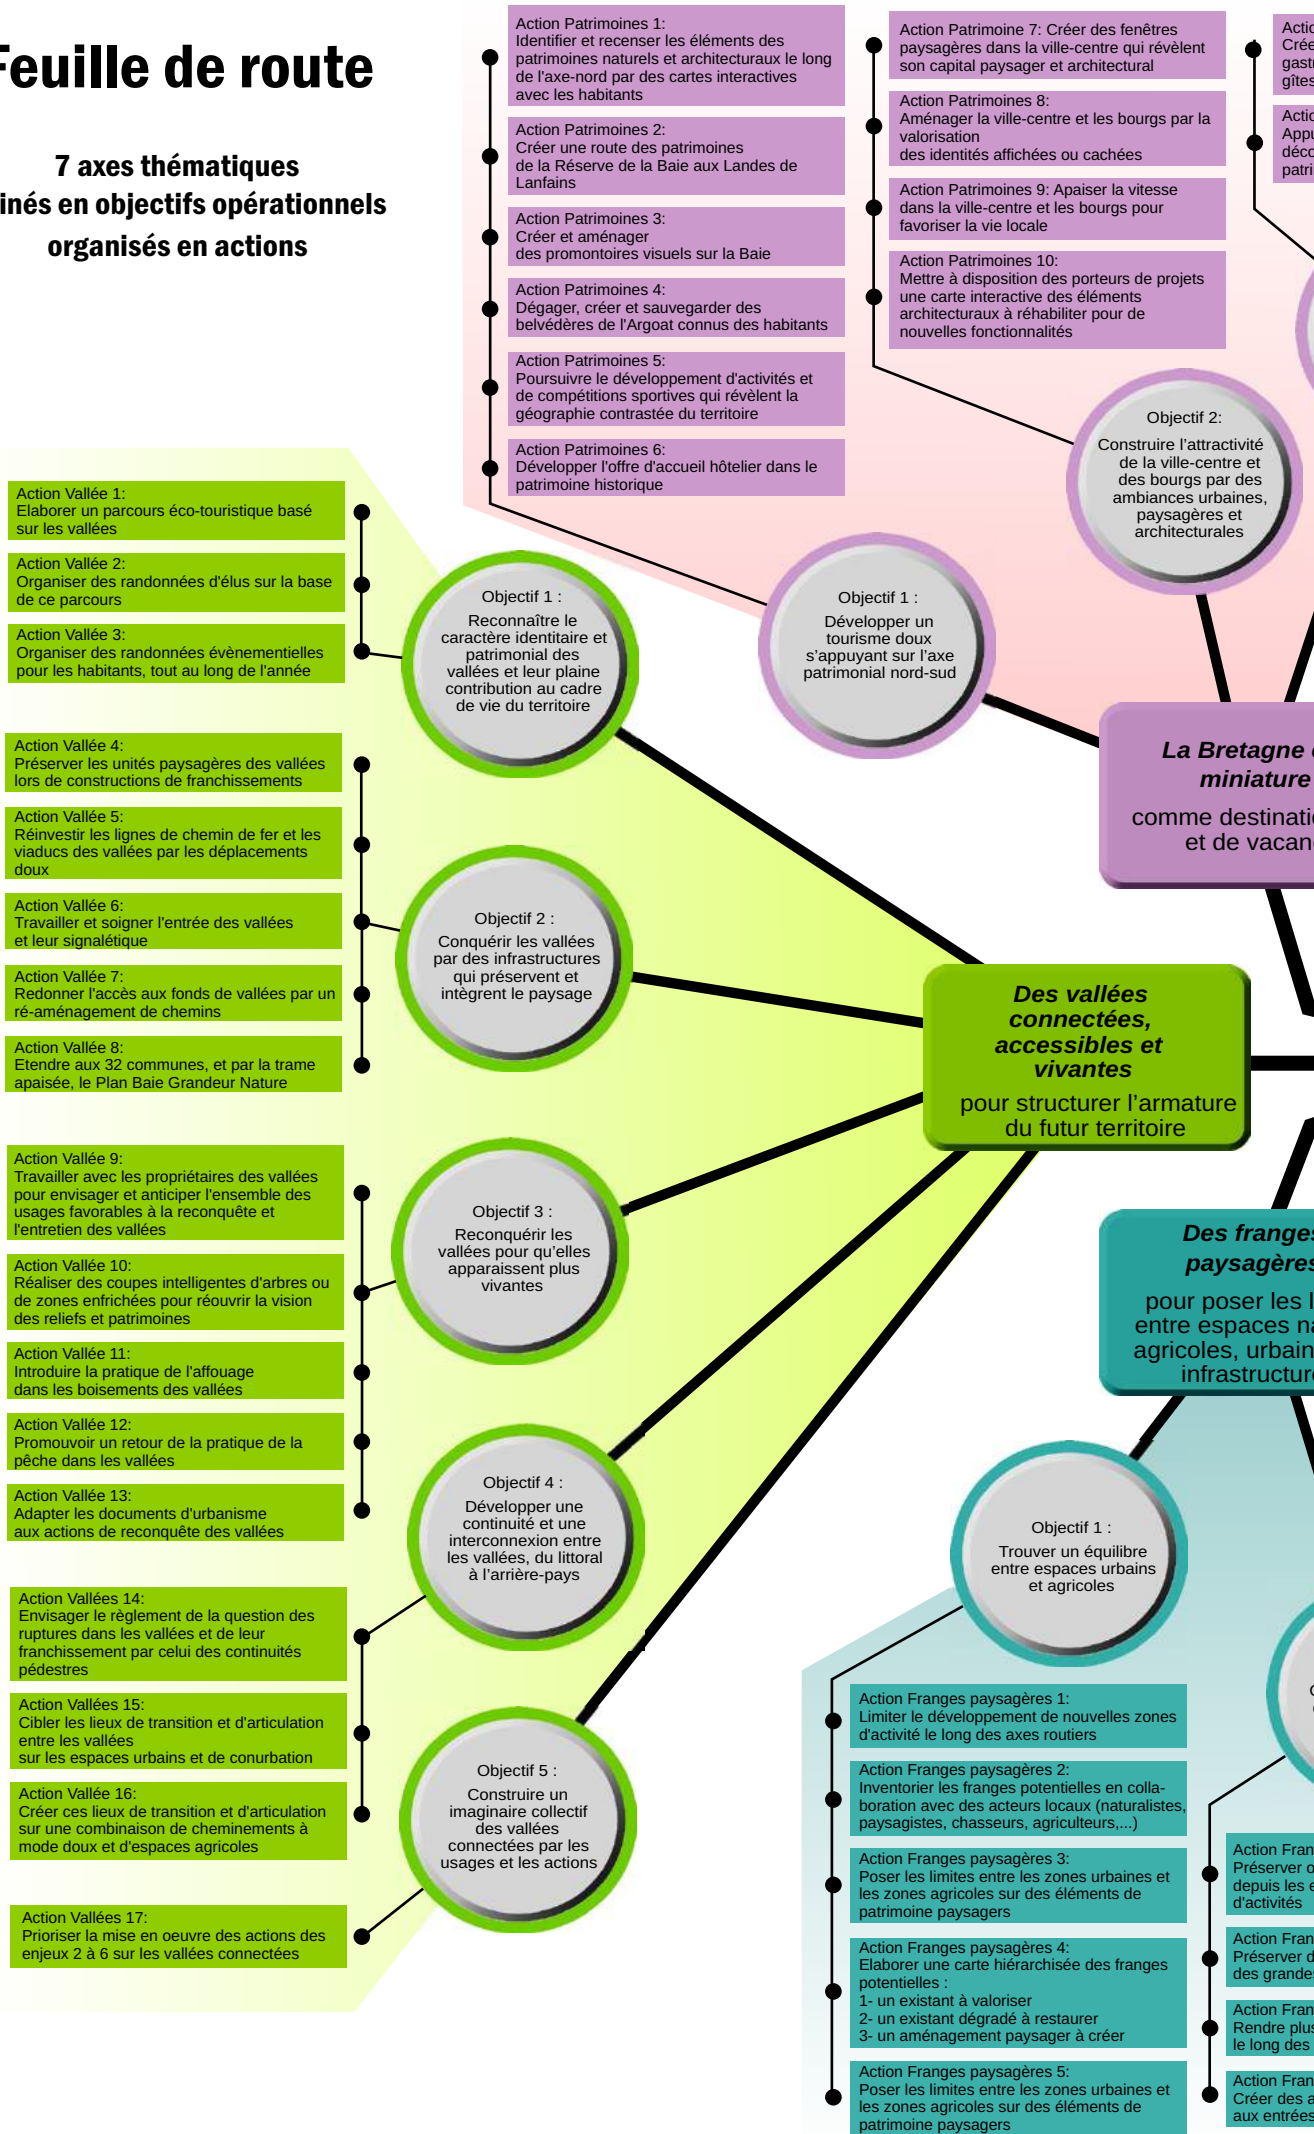 Feuille de route
7 axes thématiques
inés en objectifs opérationnels
organisés en actions
Action Patrimoines 1:
Identifier et recenser les éléments des
patrimoines naturels et architecturaux le long
de l'axe-nord par des cartes interactives
avec les habitants
Action Patrimoines 2:
Créer une route des patrimoines
de la Réserve de la Baie aux Landes de
Lanfains
Action Patrimoines 3:
Créer et aménager
des promontoires visuels sur la Baie
Action Patrimoines 4:
Dégager, créer et sauvegarder des
belvédères de l'Argoat connus des habitants
Action Patrimoines 5:
Poursuivre le développement d'activités et
de compétitions sportives qui révèlent la
géographie contrastée du territoire
Action Patrimoines 6:
Développer l'offre d'accueil hôtelier dans le
patrimoine historique
Action Patrimoine 7: Créer des fenêtres
paysagères dans la ville-centre qui révèlent
son capital paysager et architectural
Action Patrimoines 8:
Aménager la ville-centre et les bourgs par la
valorisation
des identités affichées ou cachées
Action Patrimoines 9: Apaiser la vitesse
dans la ville-centre et les bourgs pour
favoriser la vie locale
Action Patrimoines 10:
Mettre à disposition des porteurs de projets
une carte interactive des éléments
architecturaux à réhabiliter pour de
nouvelles fonctionnalités
Actio
Crée
gastr
gîtes
Actio
Appu
déco
patri
Objectif 2:
Construire l’attractivité
de la ville-centre et
des bourgs par des
ambiances urbaines,
paysagères et
architecturales
Objectif 1 :
Développer un
tourisme doux
s’appuyant sur l’axe
patrimonial nord-sud
La Bretagne
miniature
comme destinati
et de vacan
Action Vallée 1:
Elaborer un parcours éco-touristique basé
sur les vallées
Action Vallée 2:
Organiser des randonnées d'élus sur la base
de ce parcours
Action Vallée 3:
Organiser des randonnées évènementielles
pour les habitants, tout au long de l'année
Objectif 1 :
Reconnaître le
caractère identitaire et
patrimonial des
vallées et leur plaine
contribution au cadre
de vie du territoire
Action Vallée 4:
Préserver les unités paysagères des vallées
lors de constructions de franchissements
Action Vallée 5:
Réinvestir les lignes de chemin de fer et les
viaducs des vallées par les déplacements
doux
Action Vallée 6:
Travailler et soigner l'entrée des vallées
et leur signalétique
Action Vallée 7:
Redonner l'accès aux fonds de vallées par un
ré-aménagement de chemins
Action Vallée 8:
Etendre aux 32 communes, et par la trame
apaisée, le Plan Baie Grandeur Nature
Objectif 2 :
Conquérir les vallées
par des infrastructures
qui préservent et
intègrent le paysage
Des vallées
connectées,
accessibles et
vivantes
pour structurer l’armature
du futur territoire
Action Vallée 9:
Travailler avec les propriétaires des vallées
pour envisager et anticiper l'ensemble des
usages favorables à la reconquête et
l'entretien des vallées
Action Vallée 10:
Réaliser des coupes intelligentes d'arbres ou
de zones enfrichées pour réouvrir la vision
des reliefs et patrimoines
Action Vallée 11:
Introduire la pratique de l'affouage
dans les boisements des vallées
Action Vallée 12:
Promouvoir un retour de la pratique de la
pêche dans les vallées
Action Vallée 13:
Adapter les documents d'urbanisme
aux actions de reconquête des vallées
Objectif 3 :
Reconquérir les
vallées pour qu’elles
apparaissent plus
vivantes
Objectif 4 :
Développer une
continuité et une
interconnexion entre
les vallées, du littoral
à l’arrière-pays
Action Vallées 14:
Envisager le règlement de la question des
ruptures dans les vallées et de leur
franchissement par celui des continuités
pédestres
Action Vallées 15:
Cibler les lieux de transition et d'articulation
entre les vallées
sur les espaces urbains et de conurbation
Action Vallée 16:
Créer ces lieux de transition et d'articulation
sur une combinaison de cheminements à
mode doux et d'espaces agricoles
Objectif 5 :
Construire un
imaginaire collectif
des vallées
connectées par les
usages et les actions
Action Vallées 17:
Prioriser la mise en oeuvre des actions des
enjeux 2 à 6 sur les vallées connectées
Des franges
paysagères
pour poser les l
entre espaces na
agricoles, urbain
infrastructure
Objectif 1 :
Trouver un équilibre
entre espaces urbains
et agricoles
Action Franges paysagères 1:
Limiter le développement de nouvelles zones
d'activité le long des axes routiers
Action Franges paysagères 2:
Inventorier les franges potentielles en colla-
boration avec des acteurs locaux (naturalistes,
paysagistes, chasseurs, agriculteurs,...)
Action Franges paysagères 3:
Poser les limites entre les zones urbaines et
les zones agricoles sur des éléments de
patrimoine paysagers
Action Franges paysagères 4:
Elaborer une carte hiérarchisée des franges
potentielles :
1- un existant à valoriser
2- un existant dégradé à restaurer
3- un aménagement paysager à créer
Action Franges paysagères 5:
Poser les limites entre les zones urbaines et
les zones agricoles sur des éléments de
patrimoine paysagers
Action Fran
Préserver o
depuis les e
d'activités
Action Fran
Préserver d
des grande
Action Fran
Rendre plus
le long des
Action Fran
Créer des a
aux entrées